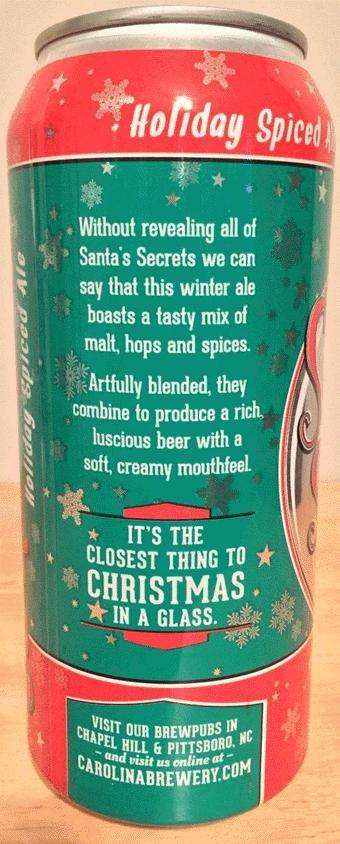 Holiday Spiced
Holiday Spiced Ale
Without revealing all of
Santa's Secrets we can
say that this winter ale
boasts a tasty mix of
malt, hops and spices.
Artfully blended, they
combine to produce a rich,
luscious beer with a
soft, creamy mouthfeel.
IT'S THE
CLOSEST THING TO
CHRISTMAS
IN A GLASS.
VISIT OUR BREWPUBS IN
CHAPEL HILL & PITTSBORO, NC
- and visit us online at -
CAROLINABREWERY.COM